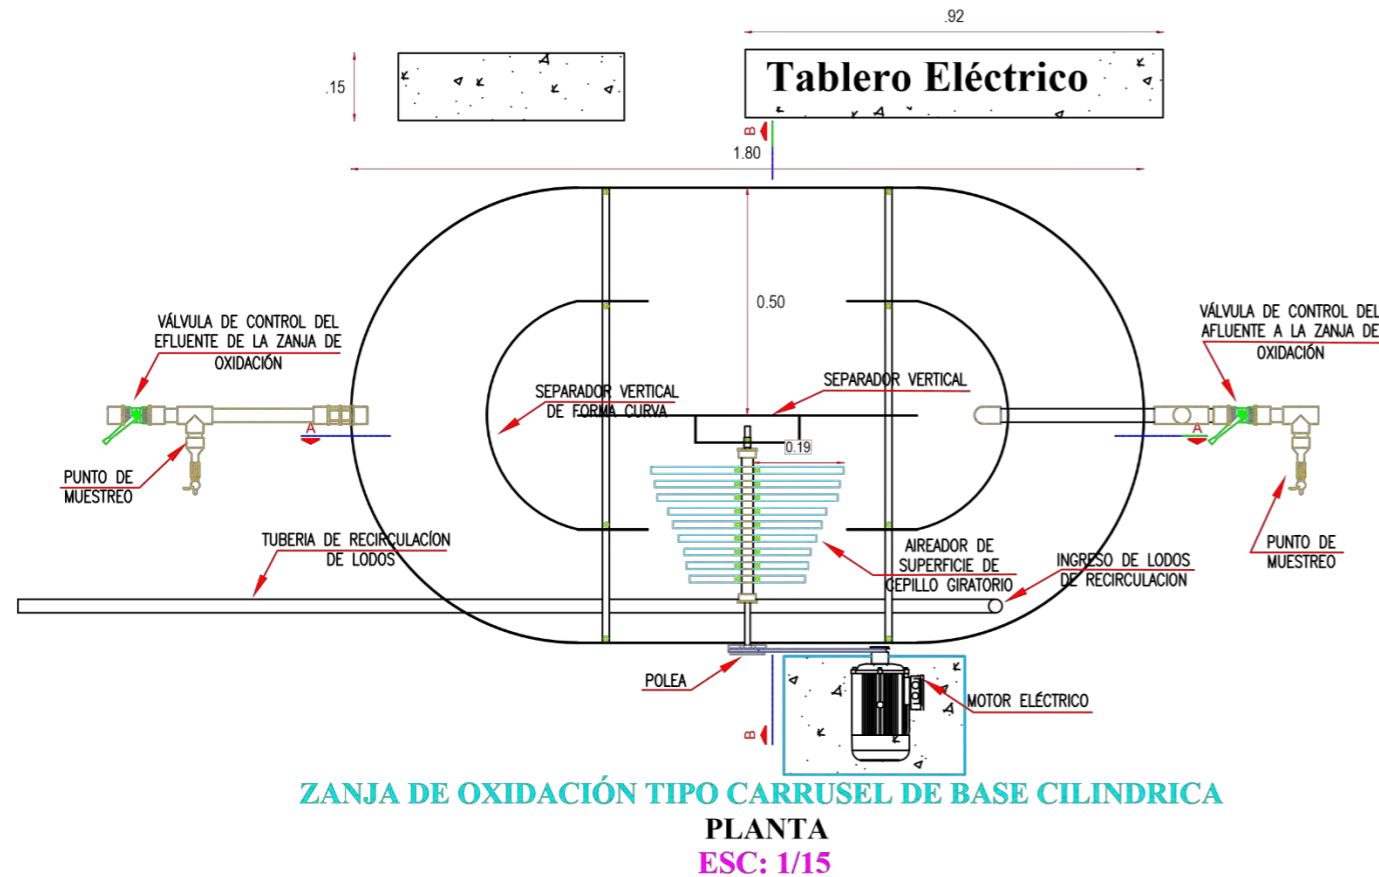 .92
.15
Tablero Eléctrico
B
1.80
0.50
VÁLVULA DE CONTROL DEL
EFLUENTE DE LA ZANJA DE
OXIDACIÓN
VÁLVULA DE CONTROL DEL
AFLUENTE A LA ZANJA DE
OXIDACIÓN
SEPARADOR VERTICAL
DE FORMA CURVA
SEPARADOR VERTICAL
A
A
0.19
PUNTO DE
MUESTREO
TUBERIA DE RECIRCULACÍON
DE LODOS
AIREADOR DE
SUPERFICIE DE
CEPILLO GIRATORIO
INGRESO DE LODOS
DE RECIRCULACION
PUNTO DE
MUESTREO
POLEA
MOTOR ELÉCTRICO
B
ZANJA DE OXIDACIÓN TIPO CARRUSEL DE BASE CILINDRICA
PLANTA
ESC: 1/15